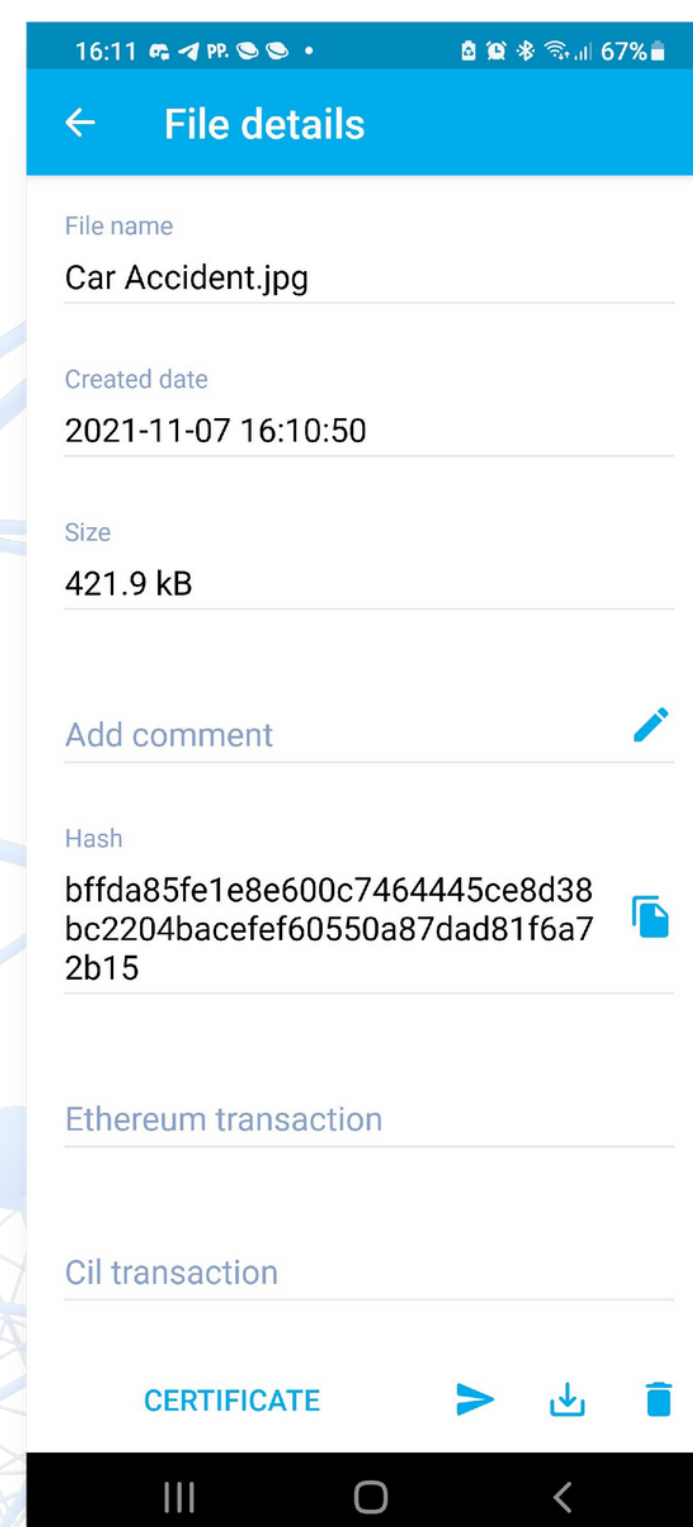 16:11 PP. 67%
File details
File name
Car Accident.jpg
Created date
2021-11-07 16:10:50
Size
421.9 kB
Add comment
Hash
bffda85fe1e8e600c7464445ce8d38
bc2204bacefef60550a87dad81f6a7
2b15
Ethereum transaction
Cil transaction
CERTIFICATE